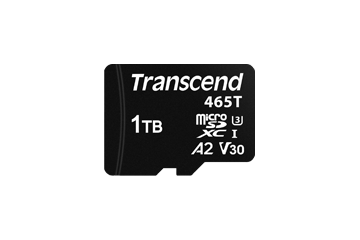 Transcend
465T
1TB
micro SD XC I U3
A2 V30